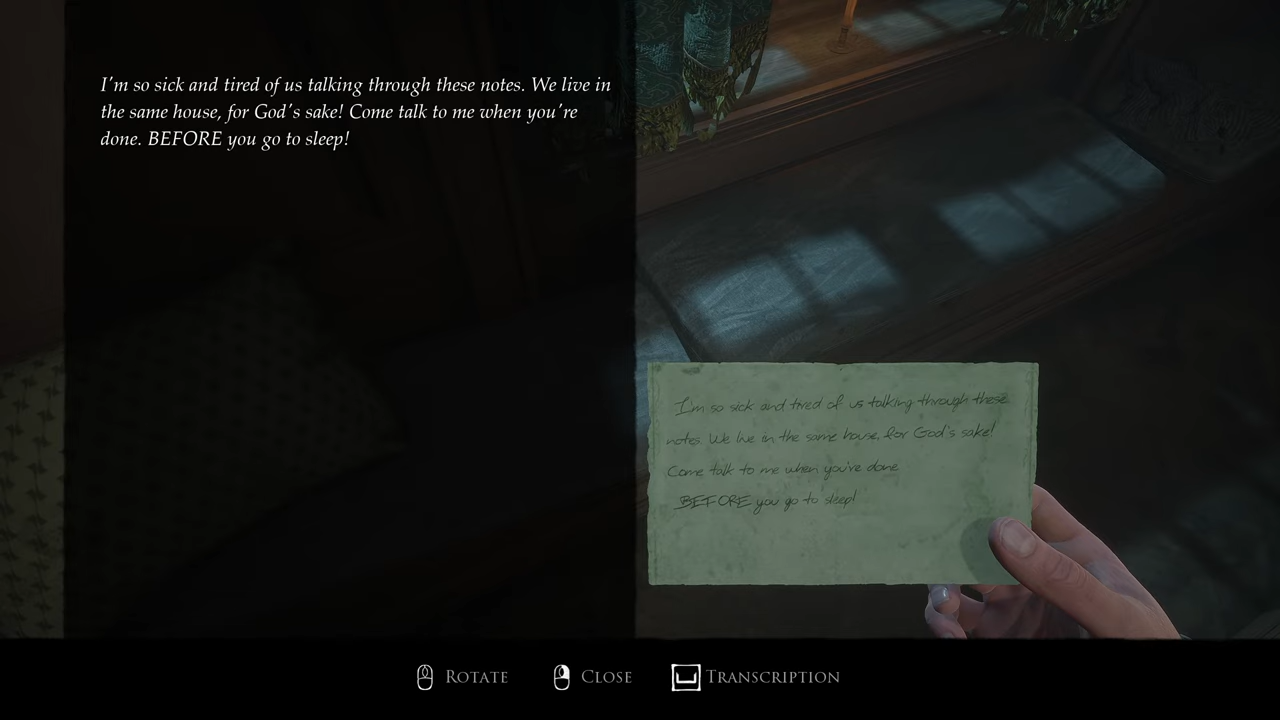 I'm so sick and tired of us talking through these notes. We live in
the same house, for God's sake! Come talk to me when you're
done. BEFORE you go to sleep!
I'm so sick and tired of us talking through these
notes. We live in the same house, for God's sake!
Come talk to me when you're done.
BEFORE you go to sleep!
ROTATE CLOSE TRANSCRIPTION